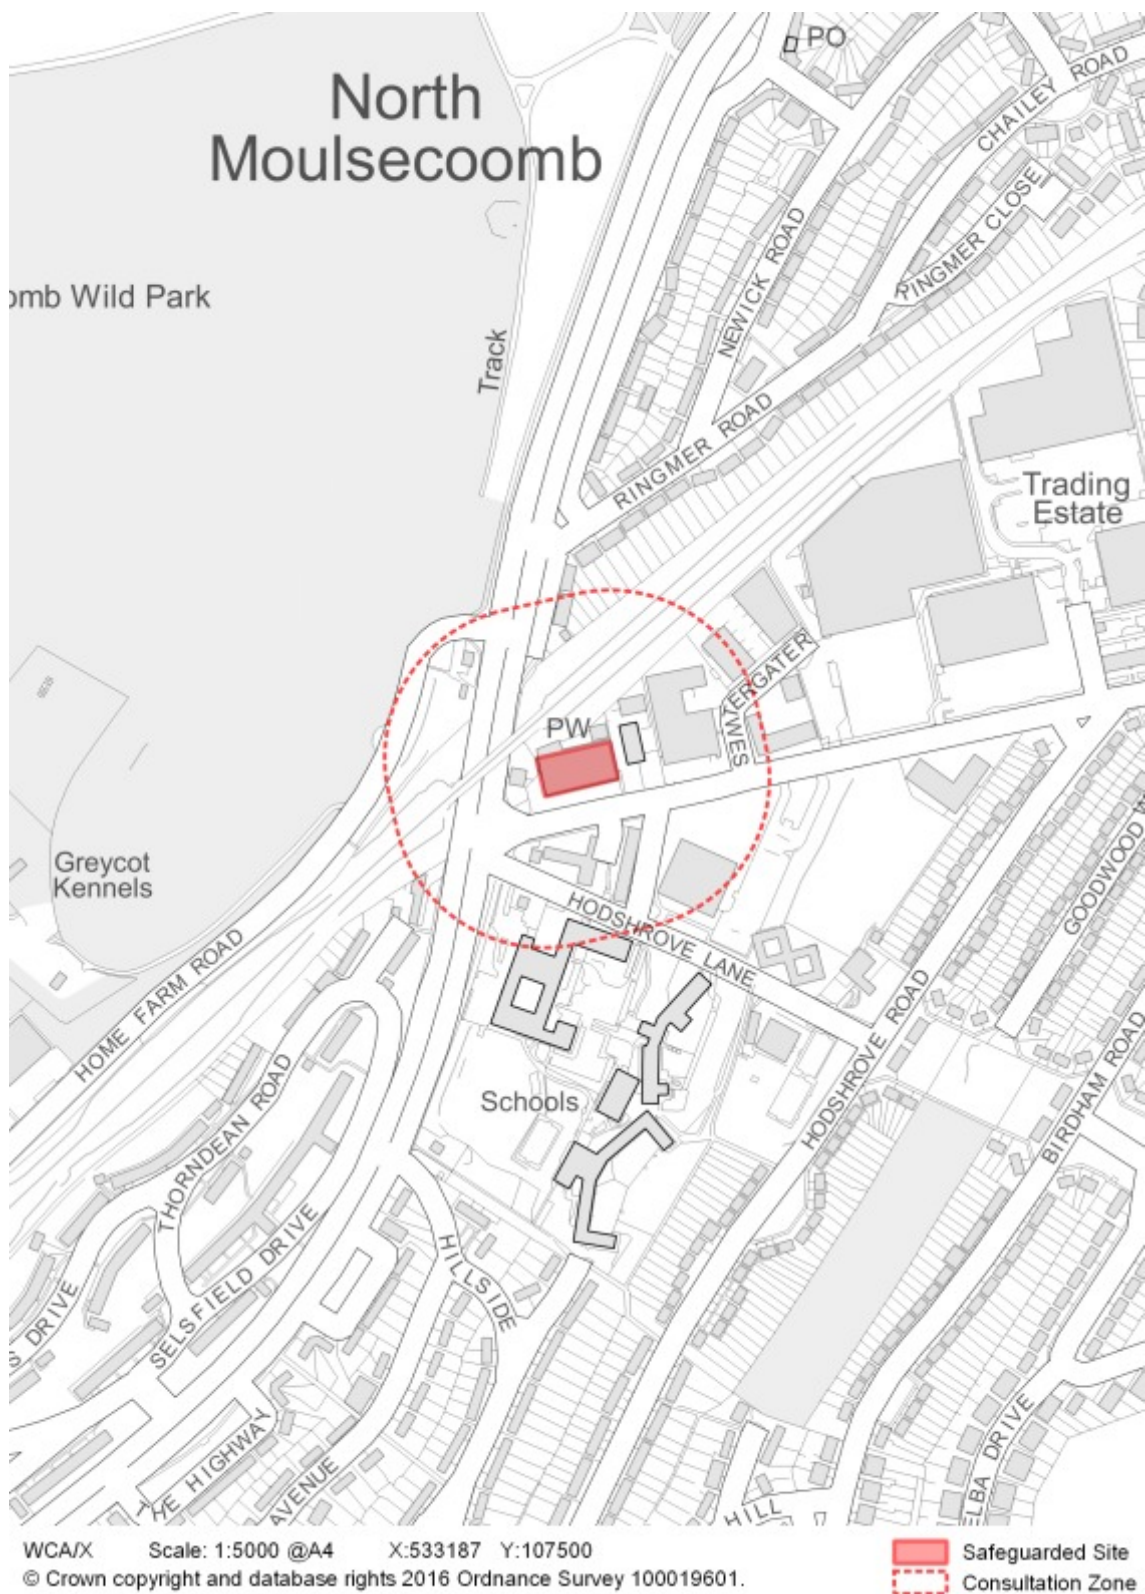 PO
North
Moulsecoomb
CHAILEY ROAD
RINGMER CLOSE
NEWICK ROAD
omb Wild Park
Track
RINGMER ROAD
Trading
Estate
WESTERGATE R
PW
Greycot
Kennels
GOODWOOD W
HODSHROVE LANE
HOME FARM ROAD
HODSHROVE ROAD
BIRDHAM ROAD
THORNDEAN ROAD
Schools
SELSFIELD DRIVE
HILLSIDE
S DRIVE
THE HIGHWAY
AVENUE
HILL
ELBA DRIVE
WCA/X Scale: 1:5000 @A4 X:533187 Y:107500
Safeguarded Site
© Crown copyright and database rights 2016 Ordnance Survey 100019601.
Consultation Zone